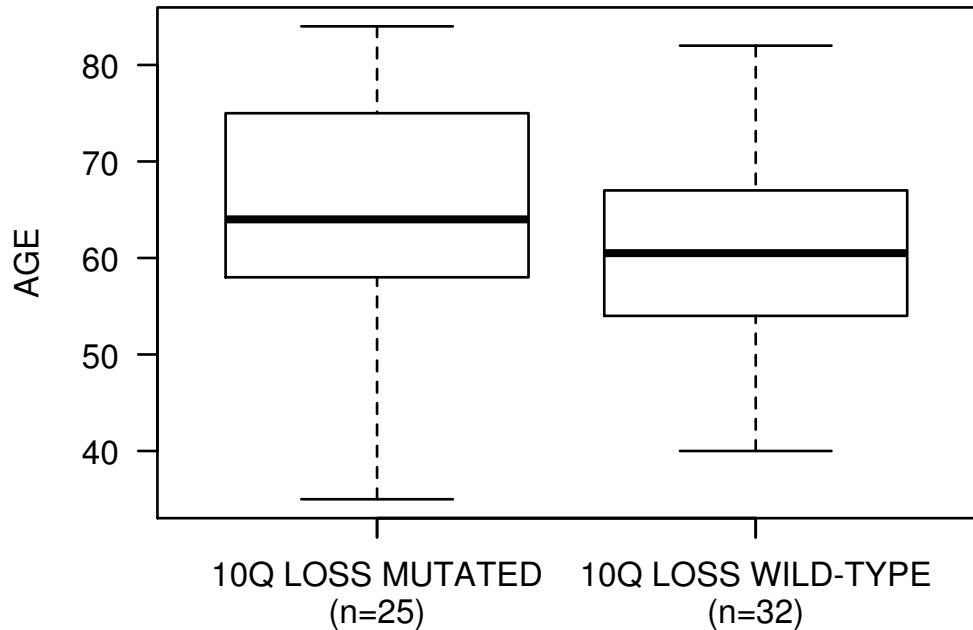 AGE
80
70
60
50
40
10Q LOSS MUTATED
(n=25)
10Q LOSS WILD-TYPE
(n=32)